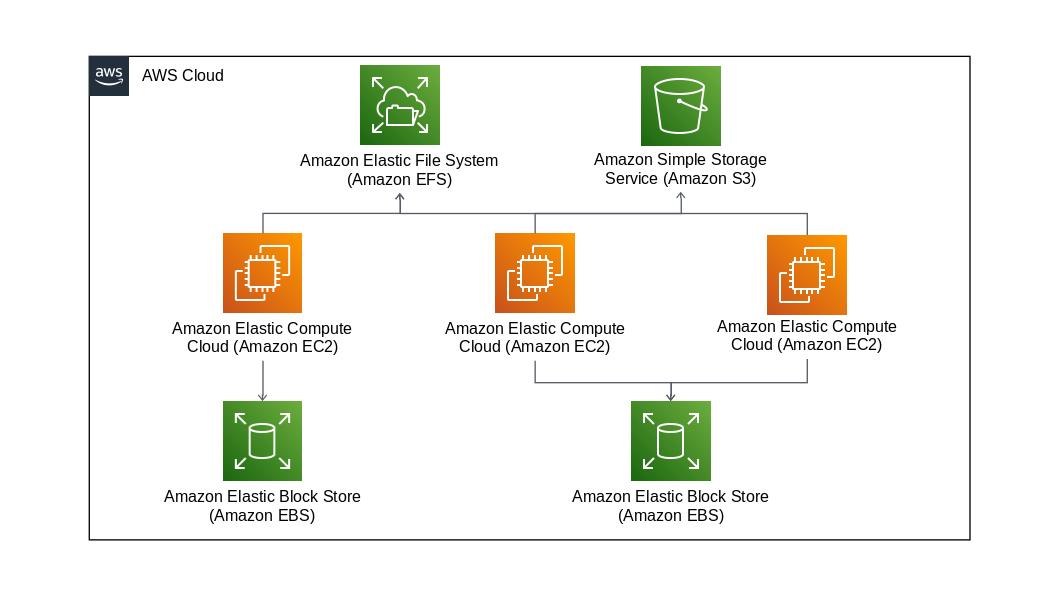 aws
AWS Cloud
Amazon Elastic File System
(Amazon EFS)
Amazon Simple Storage
Service (Amazon S3)
Amazon Elastic Compute
Cloud (Amazon EC2)
Amazon Elastic Compute
Cloud (Amazon EC2)
Amazon Elastic Compute
Cloud (Amazon EC2)
Amazon Elastic Block Store
(Amazon EBS)
Amazon Elastic Block Store
(Amazon EBS)